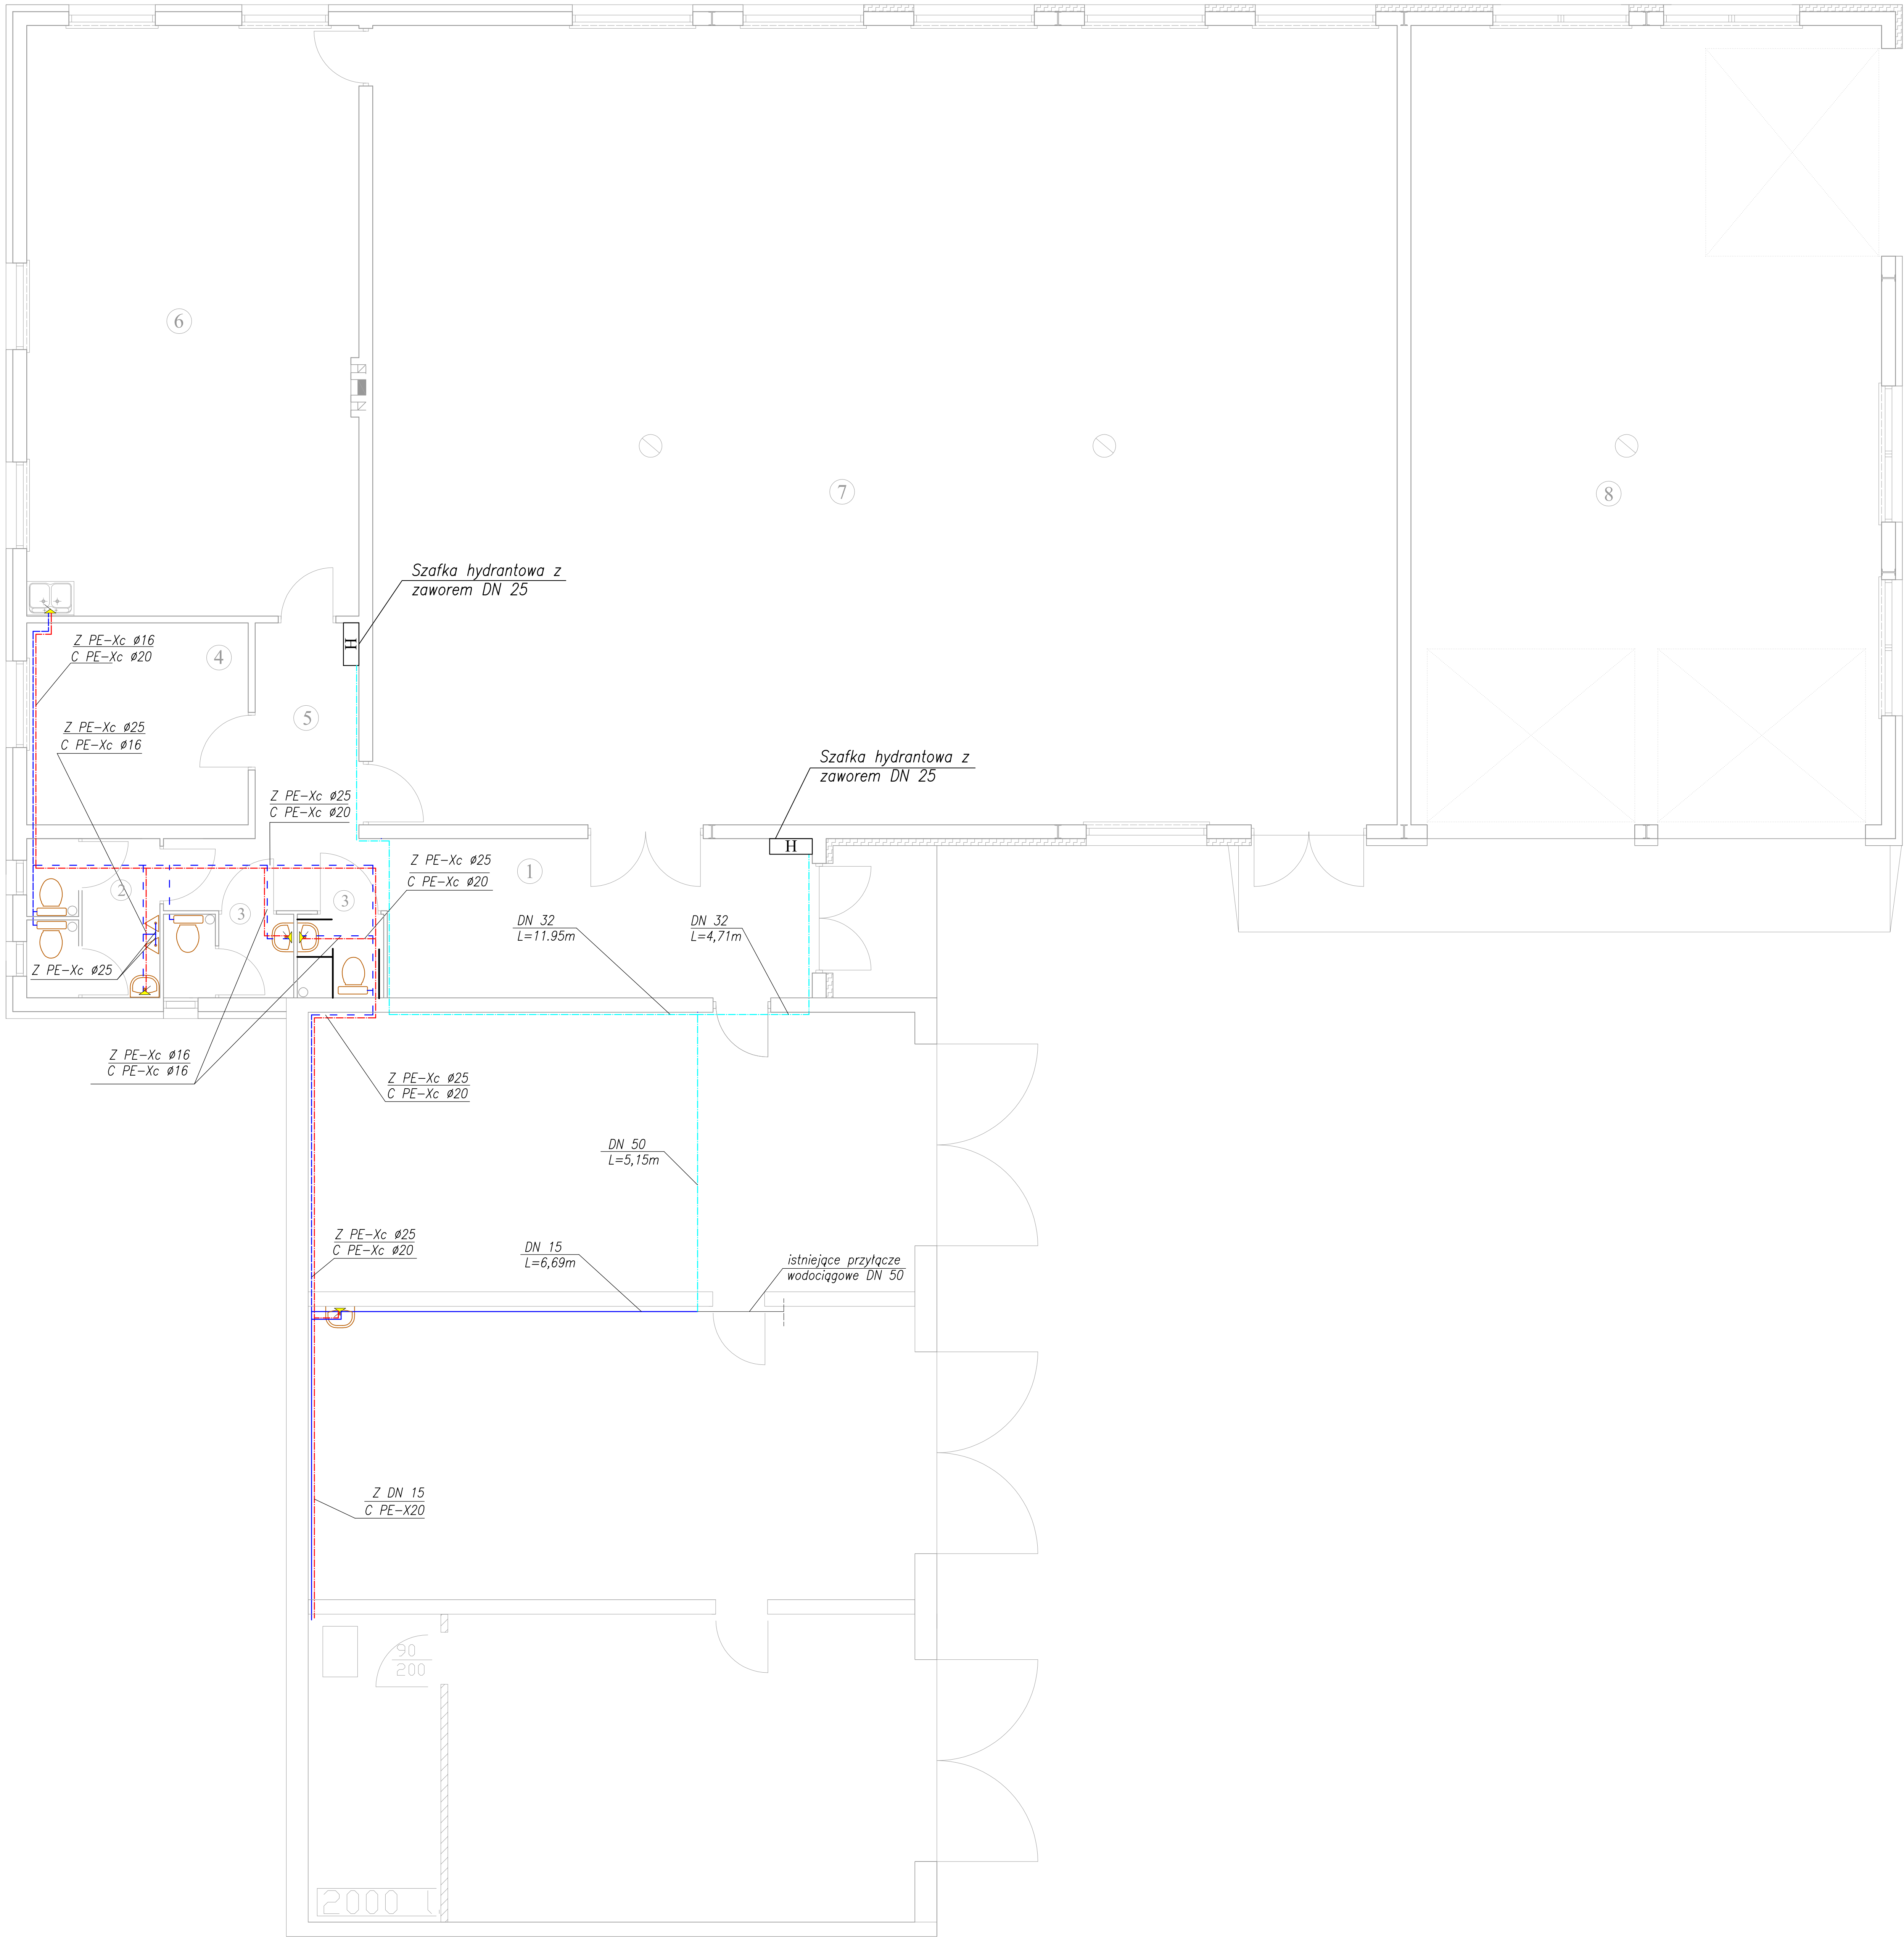 6
7
8
Szafka hydrantowa z
zaworem DN 25
H
Z PE-Xc ø16
C PE-Xc ø20
4
5
Z PE-Xc ø25
C PE-Xc ø16
Szafka hydrantowa z
zaworem DN 25
H
Z PE-Xc ø25
C PE-Xc ø20
Z PE-Xc ø25
C PE-Xc ø20
1
2
3
3
DN 32
L=11.95m
DN 32
L=4,71m
Z PE-Xc ø25
Z PE-Xc ø16
C PE-Xc ø16
Z PE-Xc ø25
C PE-Xc ø20
DN 50
L=5,15m
Z PE-Xc ø25
C PE-Xc ø20
DN 15
L=6,69m
istniejące przyłącze
wodociągowe DN 50
Z DN 15
C PE-X20
90
200
2000